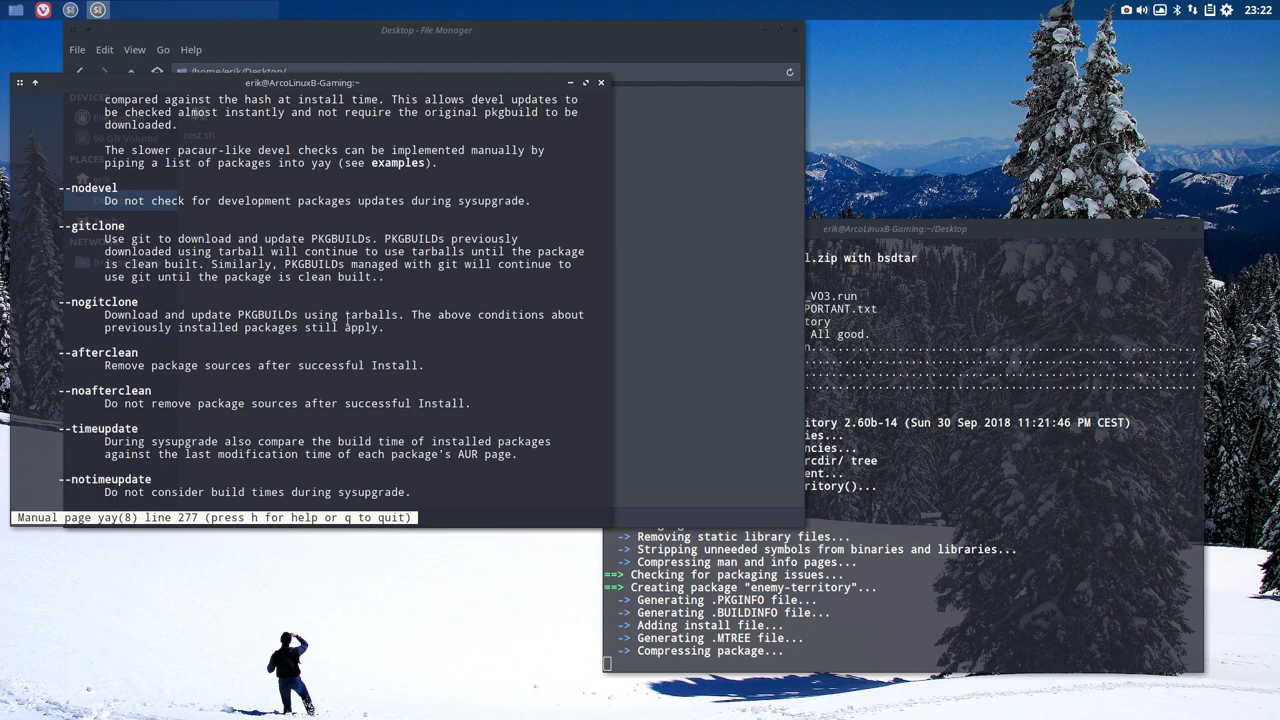 23:22
Desktop - File Manager
File Edit View Go Help
/home/erik/Desktop/
erik@ArcoLinuxB-Gaming:~
compared against the hash at install time. This allows devel updates to
be checked almost instantly and not require the original pkgbuild to be
downloaded.
The slower pacaur-like devel checks can be implemented manually by
piping a list of packages into yay (see examples).
--nodevel
Do not check for development packages updates during sysupgrade.
--gitclone
Use git to download and update PKGBUILDs. PKGBUILDs previously
downloaded using tarball will continue to use tarballs until the package
is clean built. Similarly, PKGBUILDs managed with git will continue to
use git until the package is clean built..
--nogitclone
Download and update PKGBUILDs using tarballs. The above conditions about
previously installed packages still apply.
--afterclean
Remove package sources after successful Install.
--noafterclean
Do not remove package sources after successful Install.
--timeupdate
During sysupgrade also compare the build time of installed packages
against the last modification time of each package's AUR page.
--notimeupdate
Do not consider build times during sysupgrade.
Manual page yay(8) line 277 (press h for help or q to quit)
DEVICES
96 GB Volume
PLACES
erik
rest.sh
erik@ArcoLinuxB-Gaming:~/Desktop
l.zip with bsdtar
_V03.run
PORTANT.txt
tory
All good.
itory 2.60b-14 (Sun 30 Sep 2018 11:21:46 PM CEST)
ies...
ncies...
rcdir/ tree
ent...
ritory()...
-> Removing static library files...
-> Stripping unneeded symbols from binaries and libraries...
-> Compressing man and info pages...
==> Checking for packaging issues...
==> Creating package "enemy-territory"...
-> Generating .PKGINFO file...
-> Generating .BUILDINFO file...
-> Adding install file...
-> Generating .MTREE file...
-> Compressing package...